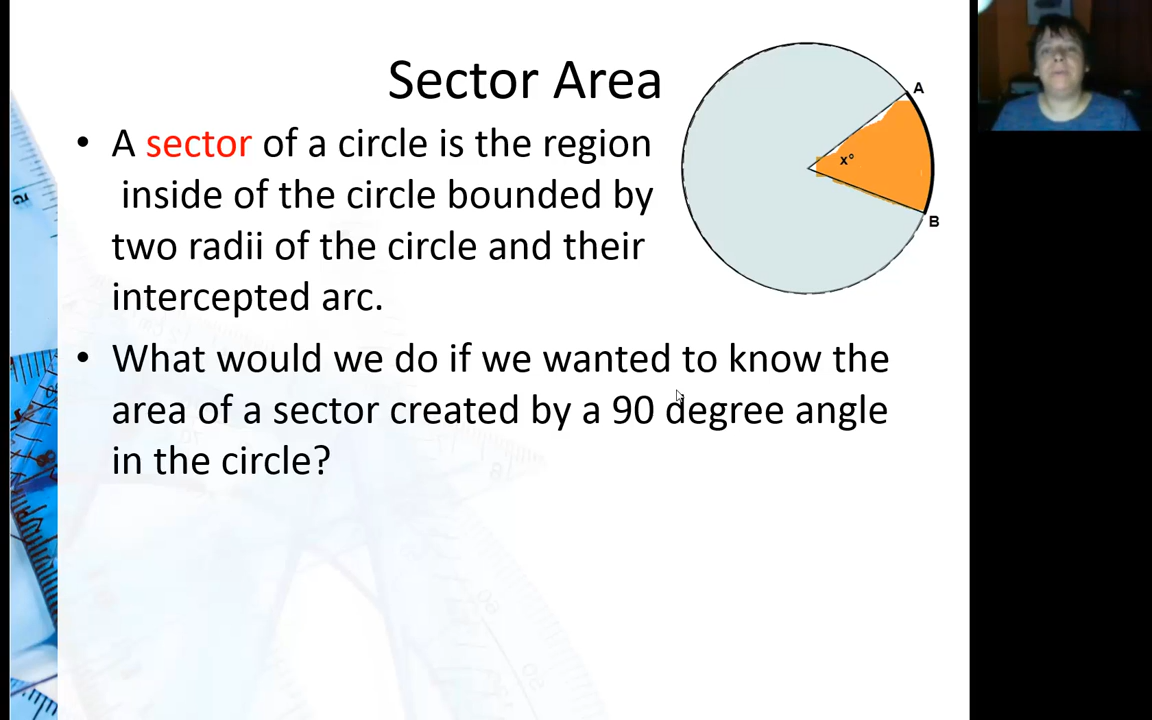 Sector Area
• A sector of a circle is the region
inside of the circle bounded by
two radii of the circle and their
intercepted arc.
• What would we do if we wanted to know the
area of a sector created by a 90 degree angle
in the circle?
A
x°
B